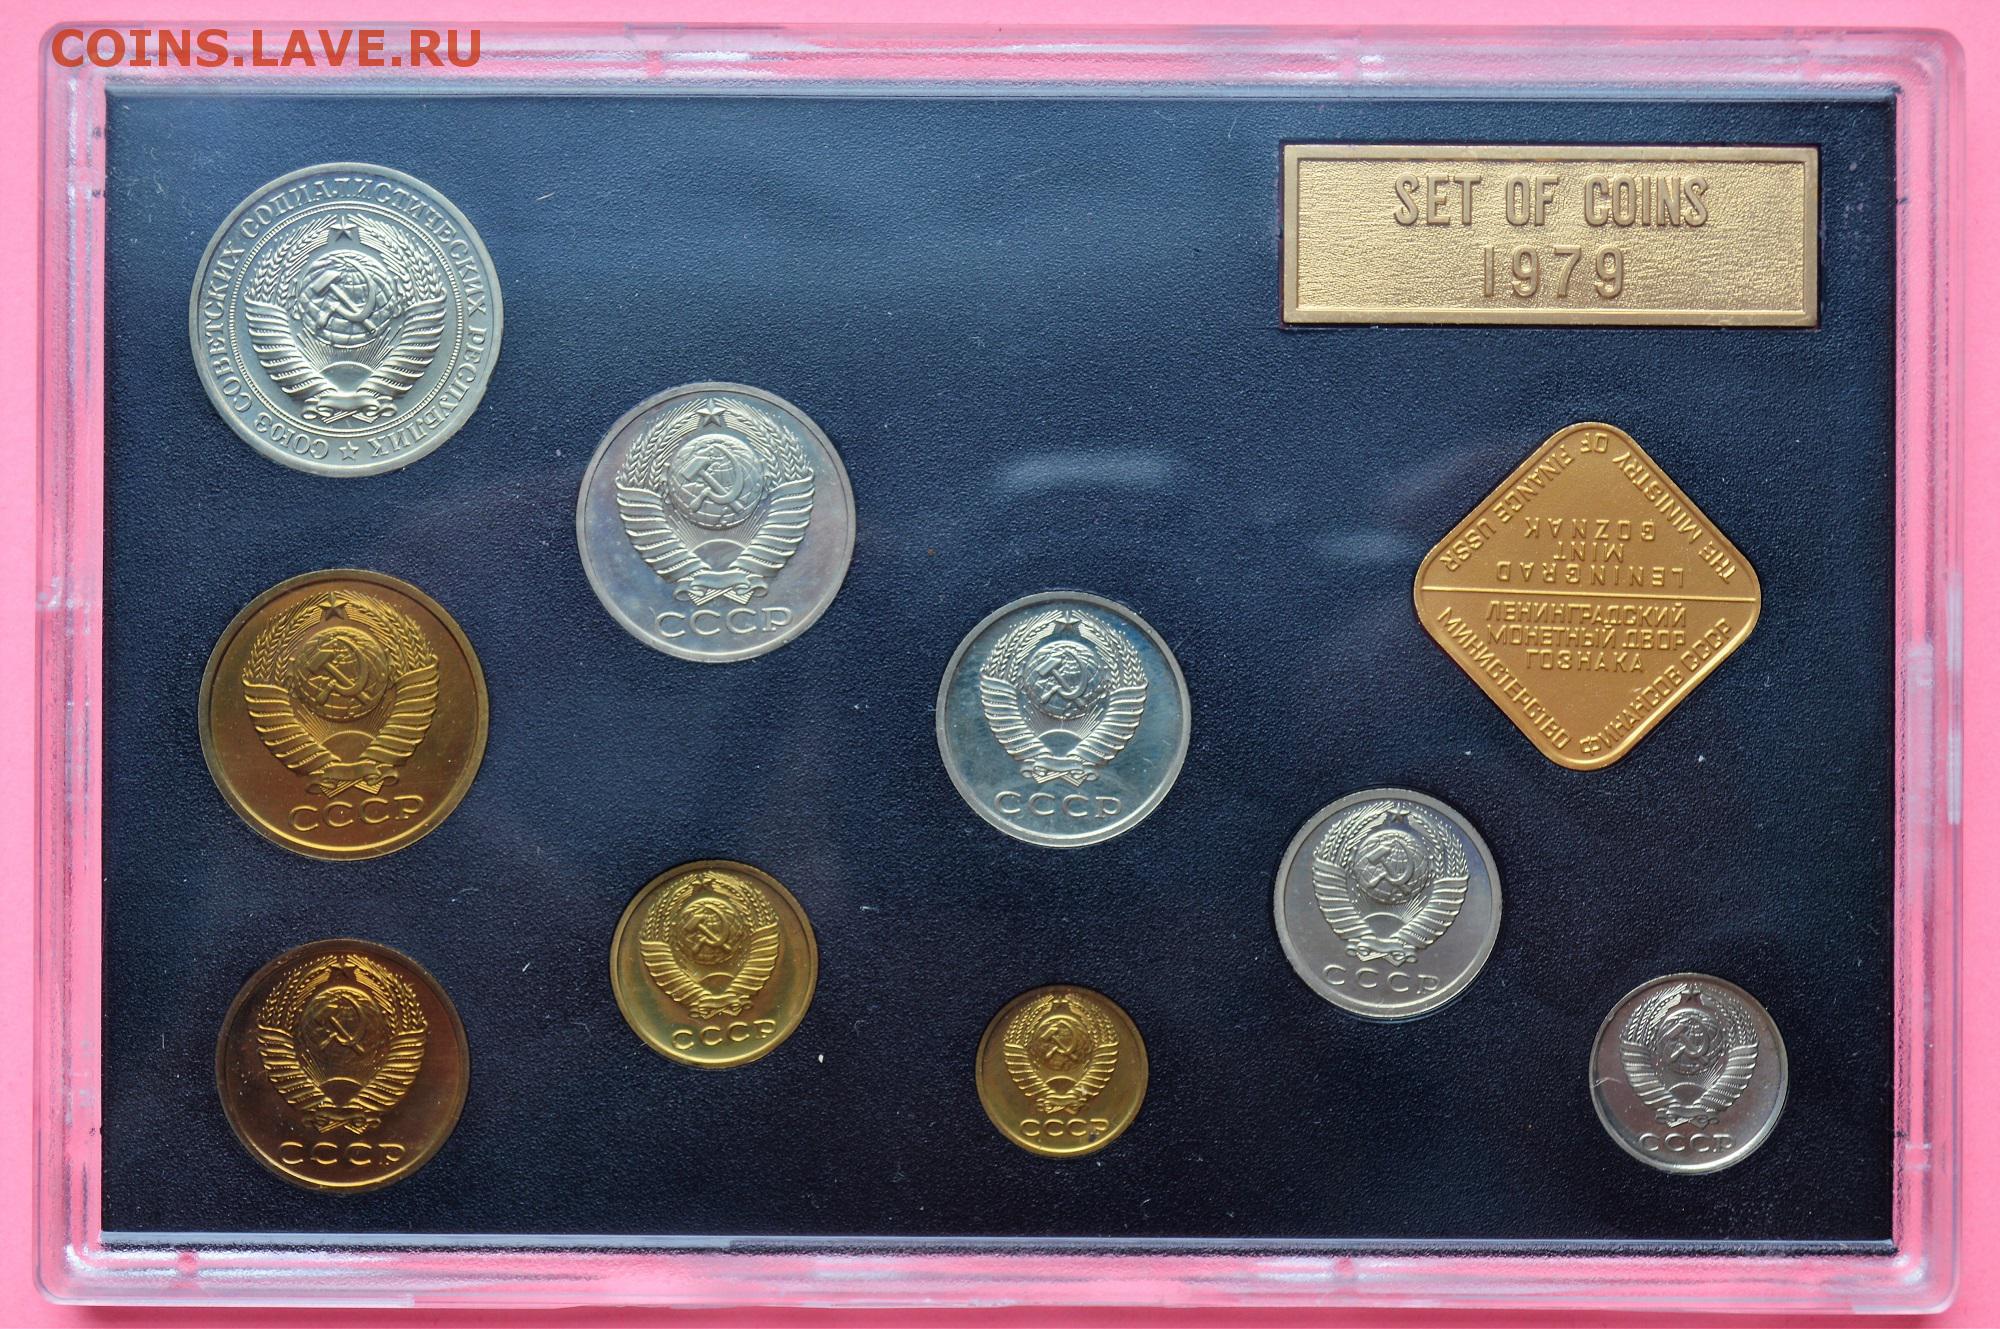 COINS.LAVE.RU
SET OF COINS
1979
СОЮЗ СОВЕТСКИХ СОЦИАЛИСТИЧЕСКИХ РЕСПУБЛИК
СССР
СССР
СССР
THE MINISTRY OF FINANCE USSR
LENINGRAD
MINT
GOZNAK
ЛЕНИНГРАДСКИЙ
МОНЕТНЫЙ ДВОР
ГОЗНАКА
МИНИСТЕРСТВО ФИНАНСОВ СССР
СССР
СССР
СССР
СССР
СССР